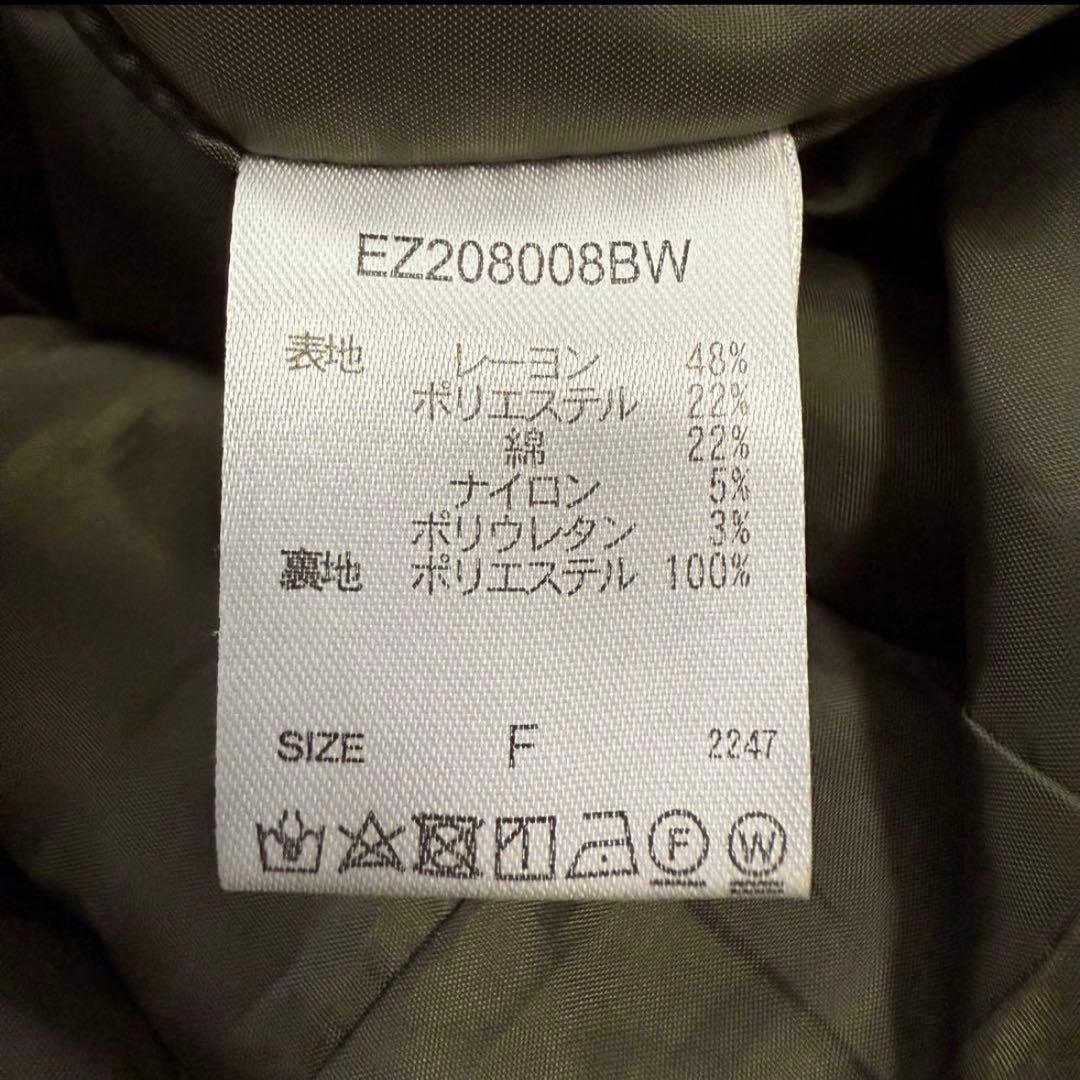 EZ208008BW
表地 レーヨン 48%
ポリエステル 22%
綿 22%
ナイロン 5%
ポリウレタン 3%
裏地 ポリエステル 100%
SIZE F 2247
F W